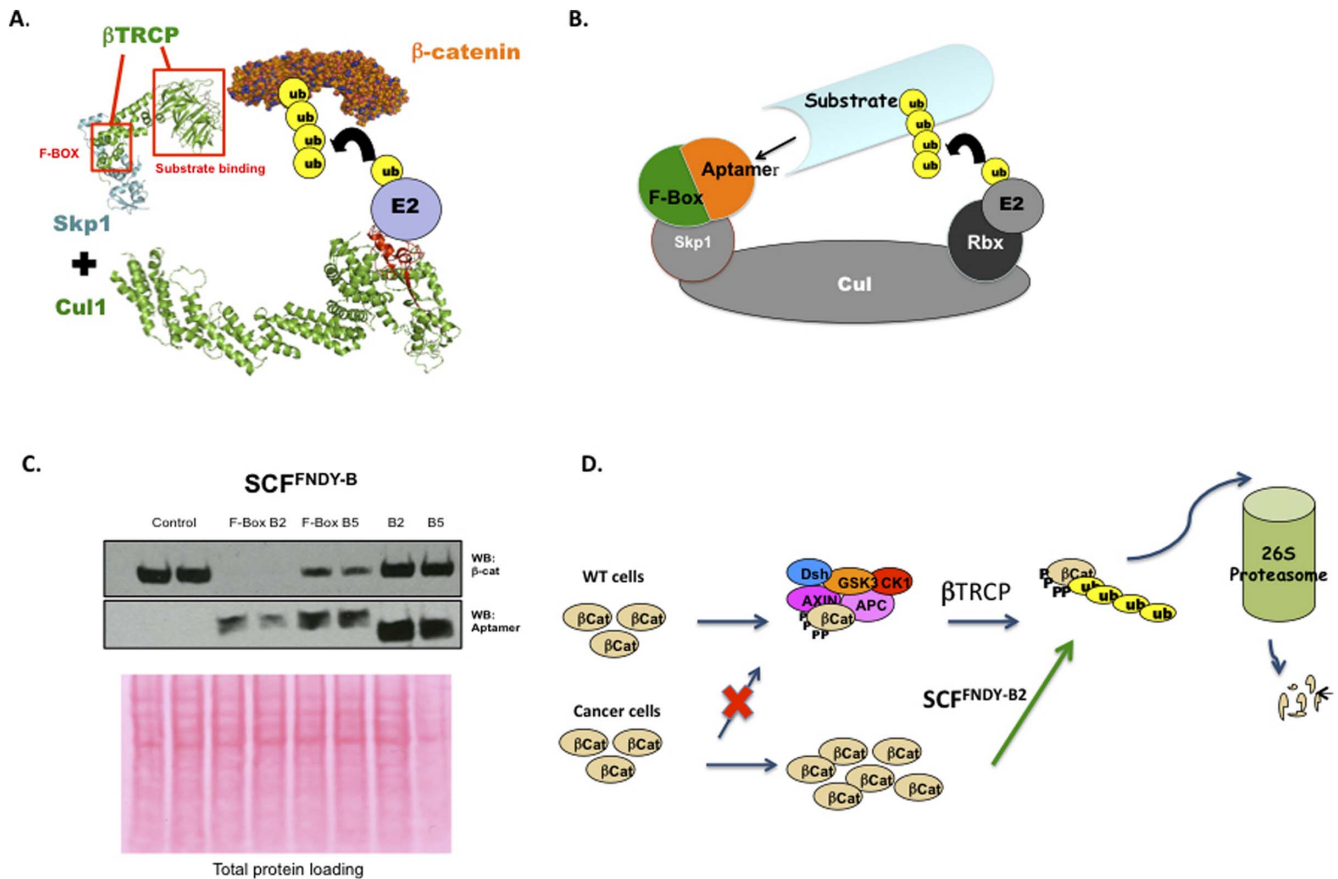 A.
βTRCP
β-catenin
ub
ub
ub
ub
ub
F-BOX
Substrate binding
E2
Skp1
+
Cul1
B.
Substrate
ub
ub
ub
ub
ub
Aptamer
F-Box
E2
Skp1
Rbx
Cul
C.
SCFFNDY-B
Control F-Box B2 F-Box B5 B2 B5
WB:
β-cat
WB:
Aptamer
Total protein loading
D.
WT cells
βCat βCat
βCat
Dsh GSK3 CK1
AXIN APC
P
P
PP
βCat
βTRCP
P
P
PP
βCat
ub
ub
ub
ub
26S
Proteasome
SCFFNDY-B2
Cancer cells
βCat βCat
βCat
βCat βCat
βCat βCat
βCat βCat